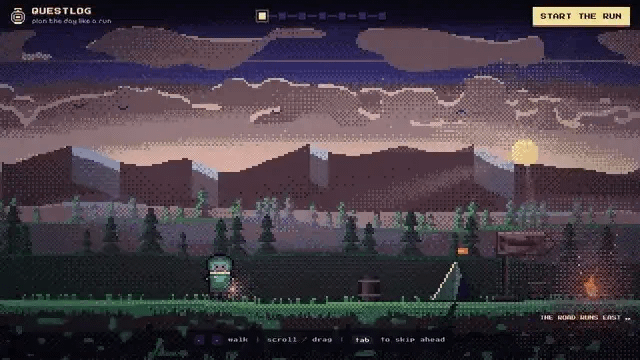 QUESTLOG
plan the day like a run
START THE RUN
THE ROAD RUNS EAST
walk | scroll / drag | tab to skip ahead